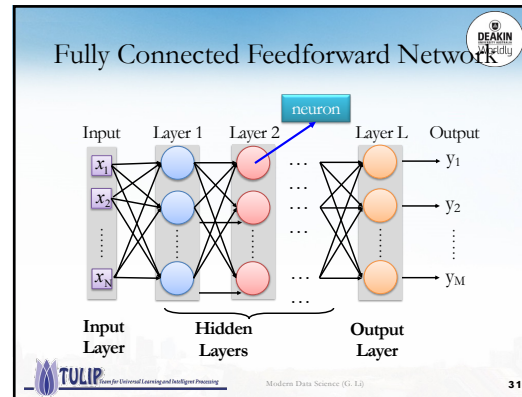 DEAKIN
Worldly
Fully Connected Feedforward Network
neuron
Input Layer 1 Layer 2 Layer L Output
x₁ …… y₁
x₂ …… y₂
…… …… …… …… ……
xN …… yM
Input Layer
Hidden Layers
Output Layer
TULIP Team for Universal Learning and Intelligent Processing
Modern Data Science (G. Li)
31